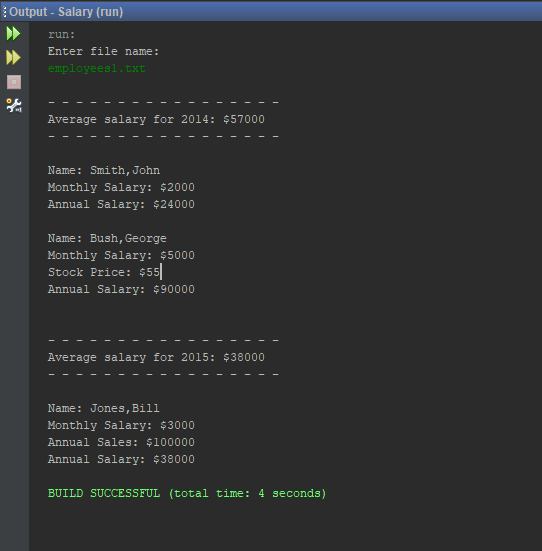 Output - Salary (run)
run:
Enter file name:
employees1.txt
- - - - - - - - - - - - - - - - -
Average salary for 2014: $57000
- - - - - - - - - - - - - - - - -
Name: Smith,John
Monthly Salary: $2000
Annual Salary: $24000
Name: Bush,George
Monthly Salary: $5000
Stock Price: $55
Annual Salary: $90000
- - - - - - - - - - - - - - - - -
Average salary for 2015: $38000
- - - - - - - - - - - - - - - - -
Name: Jones,Bill
Monthly Salary: $3000
Annual Sales: $100000
Annual Salary: $38000
BUILD SUCCESSFUL (total time: 4 seconds)